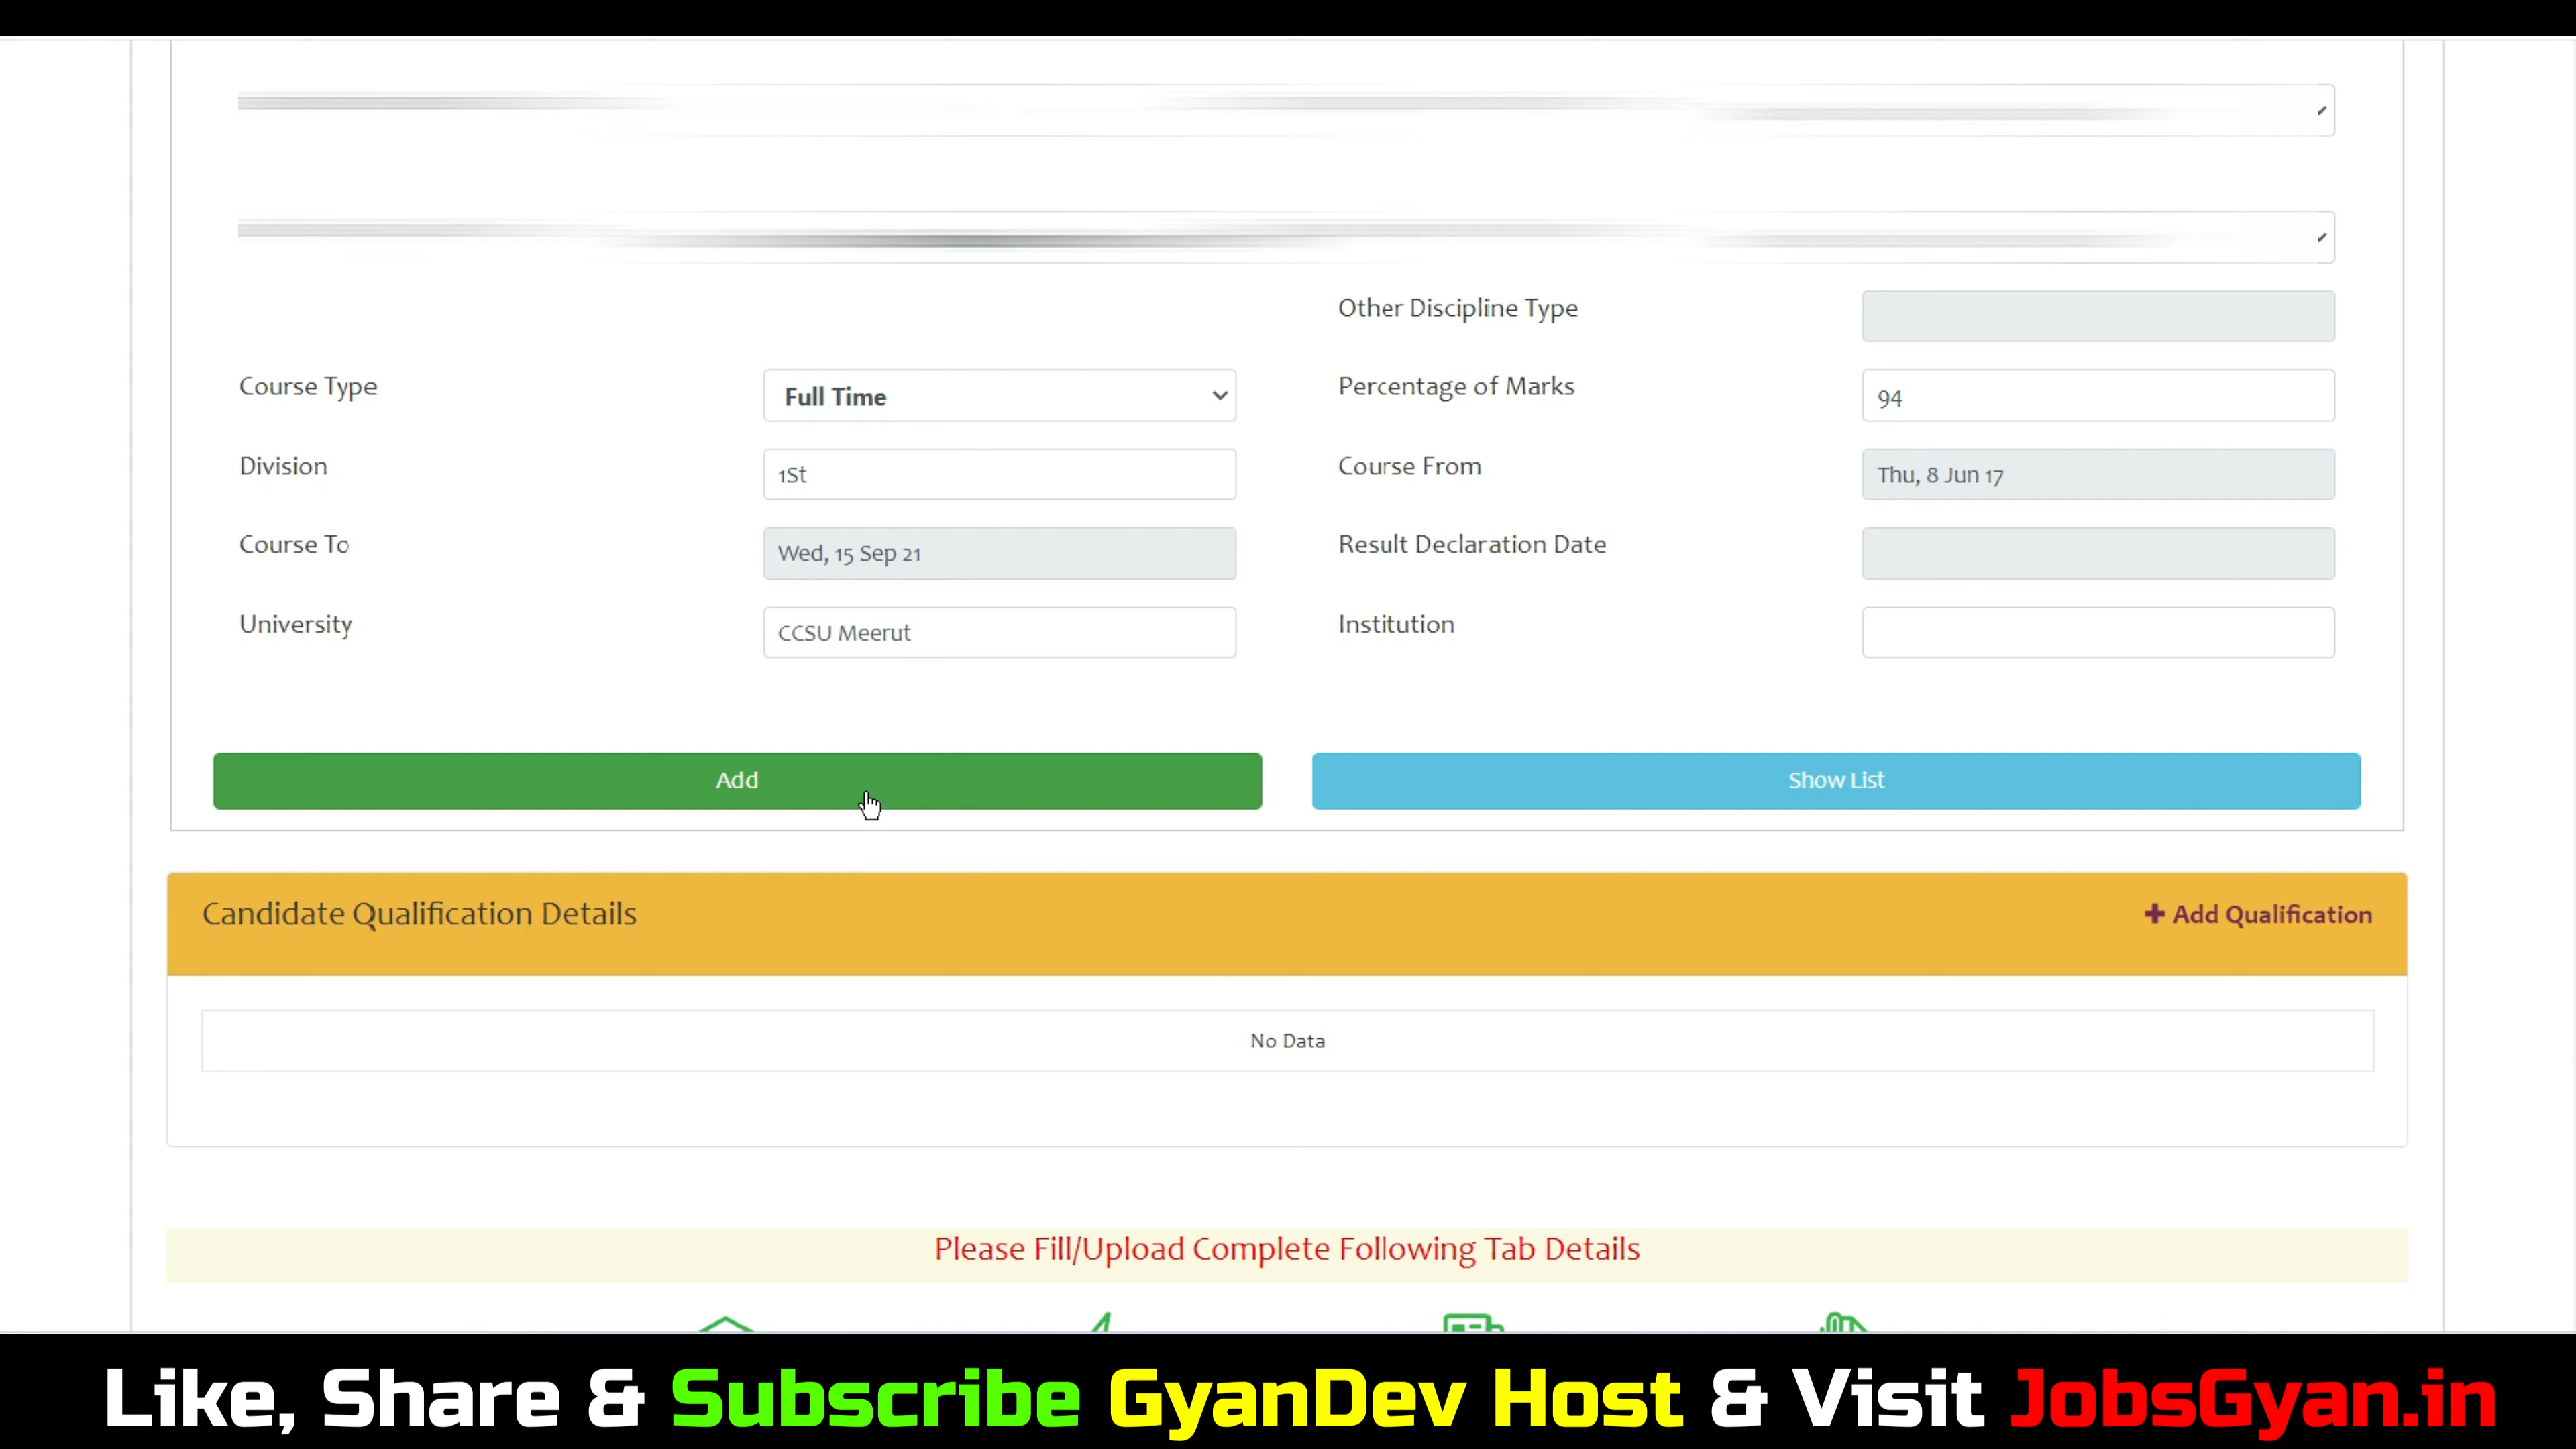 Other Discipline Type
Course Type Full Time Percentage of Marks 94
Division 1St Course From Thu, 8 Jun 17
Course To Wed, 15 Sep 21 Result Declaration Date
University CCSU Meerut Institution
Add Show List
Candidate Qualification Details Add Qualification
No Data
Please Fill/Upload Complete Following Tab Details
Like, Share & Subscribe GyanDev Host & Visit JobsGyan.in